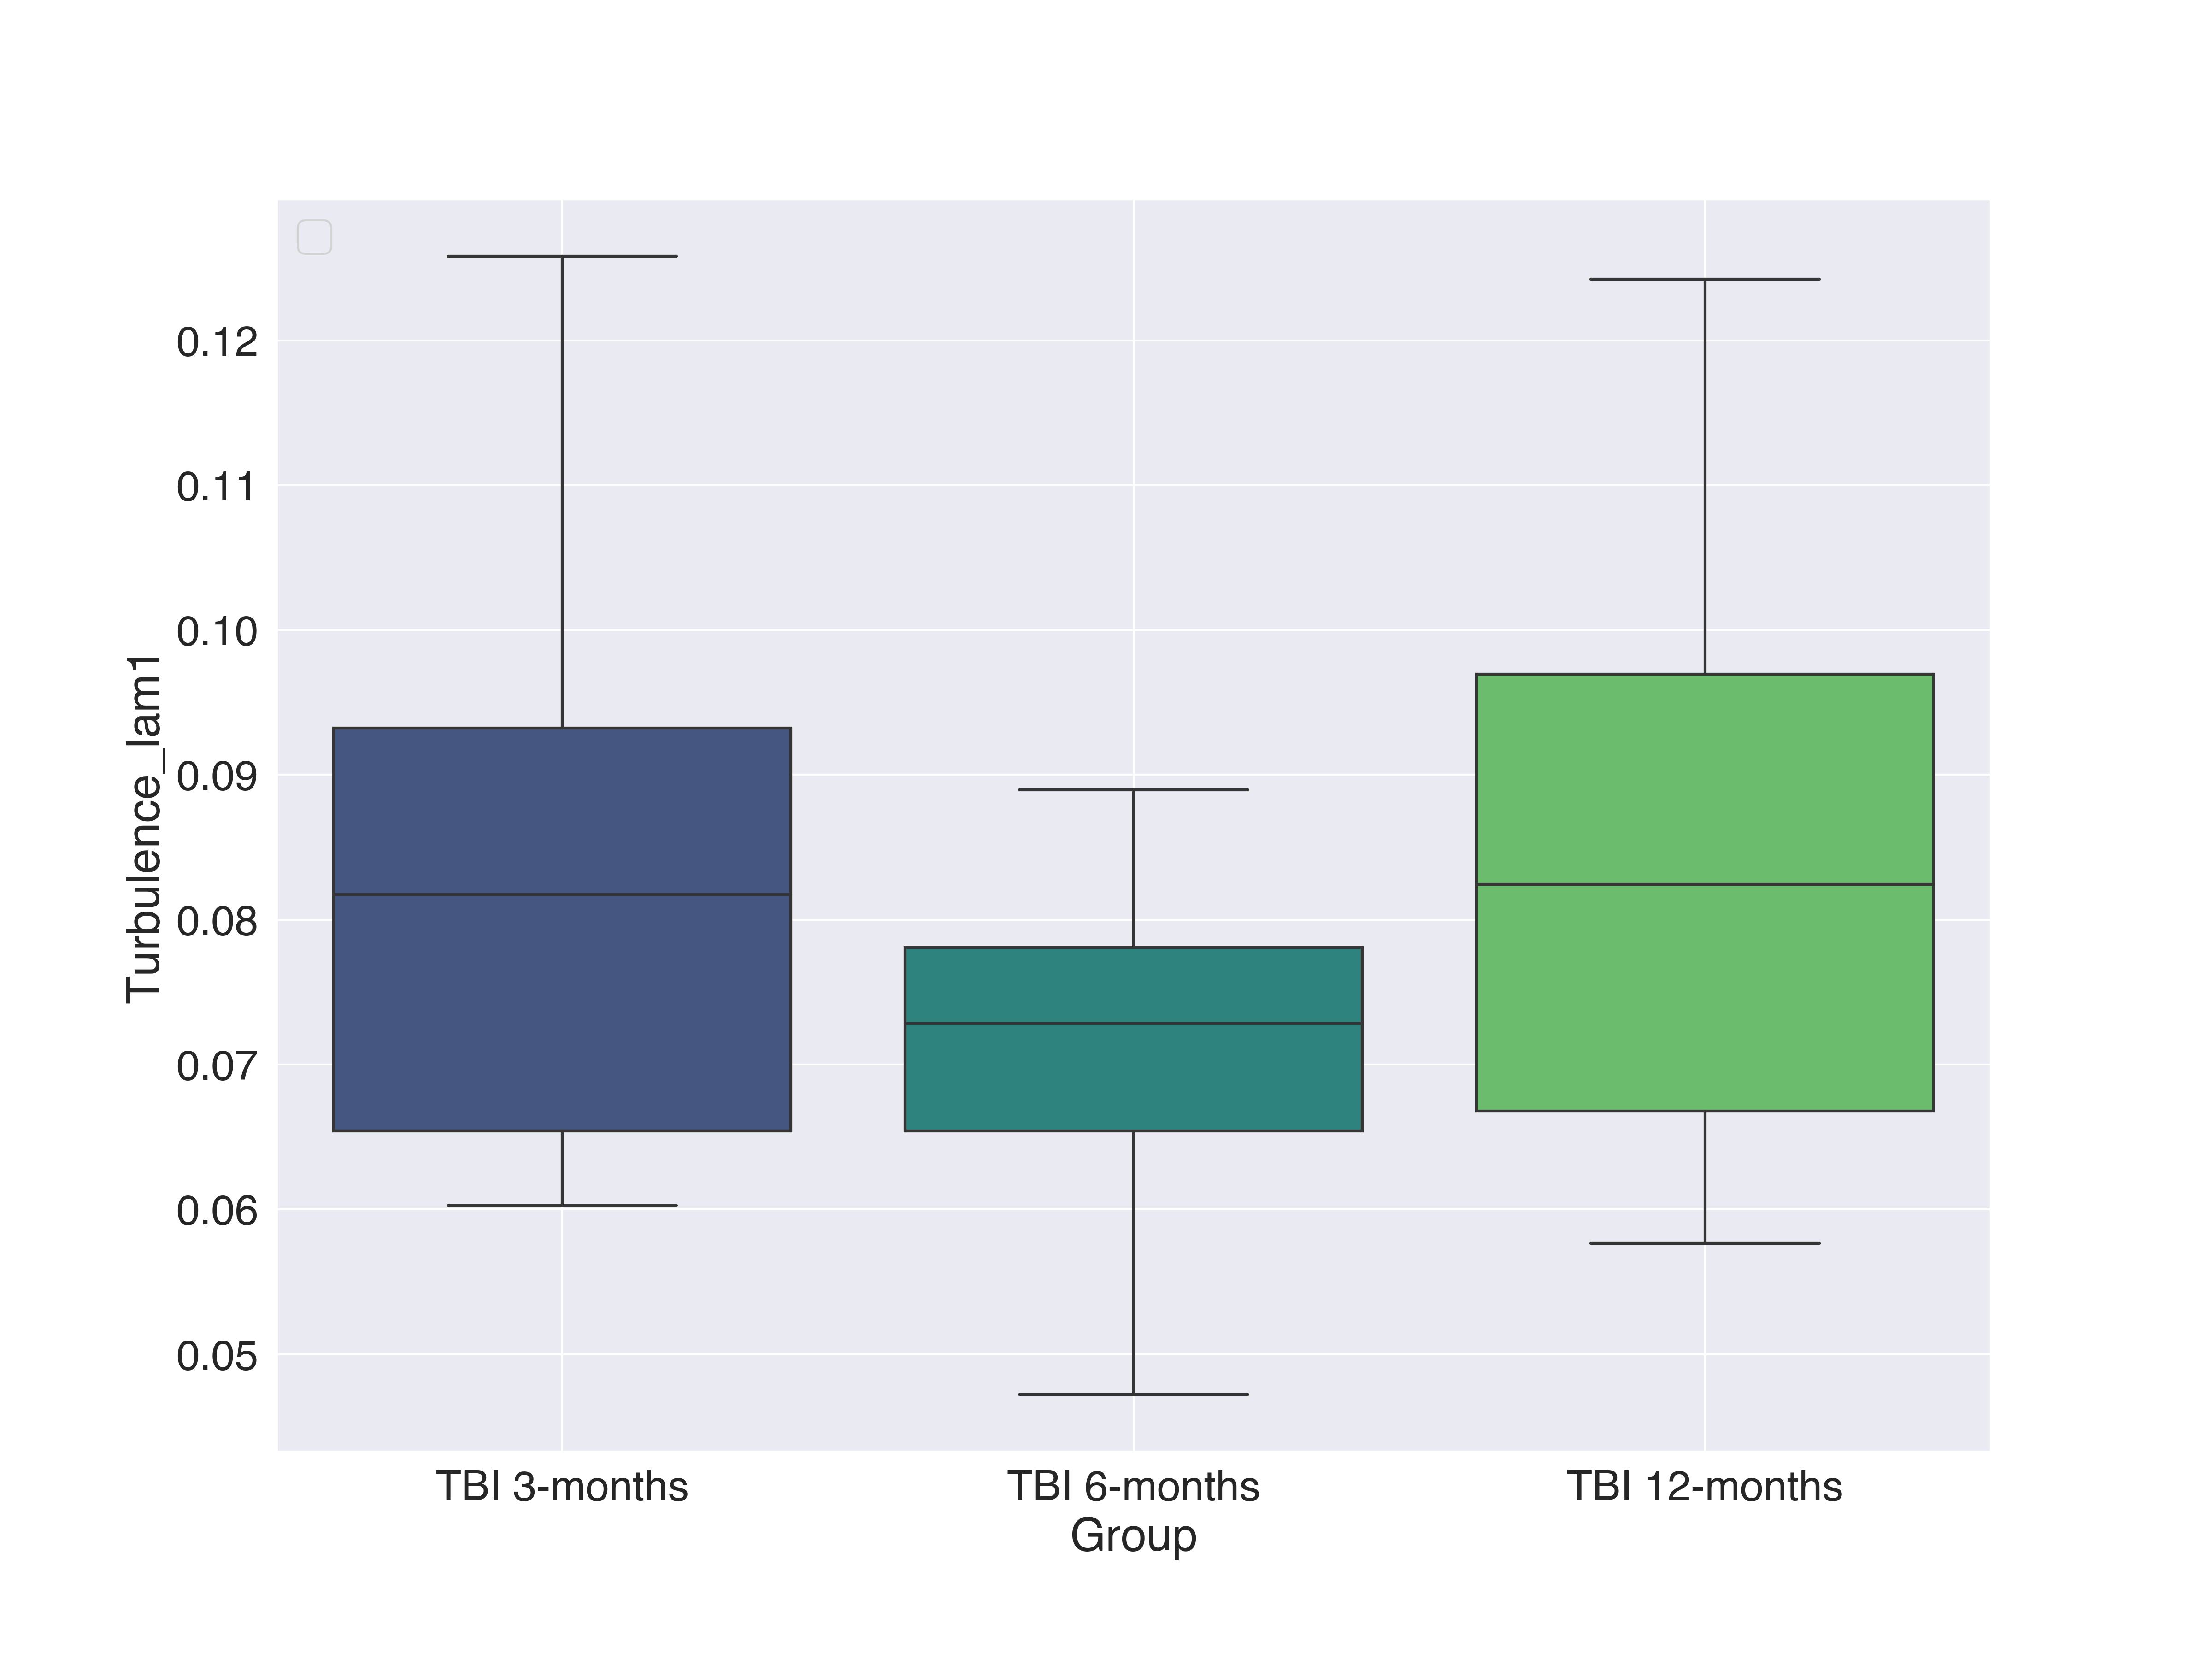 0.12
0.11
0.10
0.09
0.08
0.07
0.06
0.05
Turbulence_lam1
TBI 3-months
TBI 6-months
TBI 12-months
Group